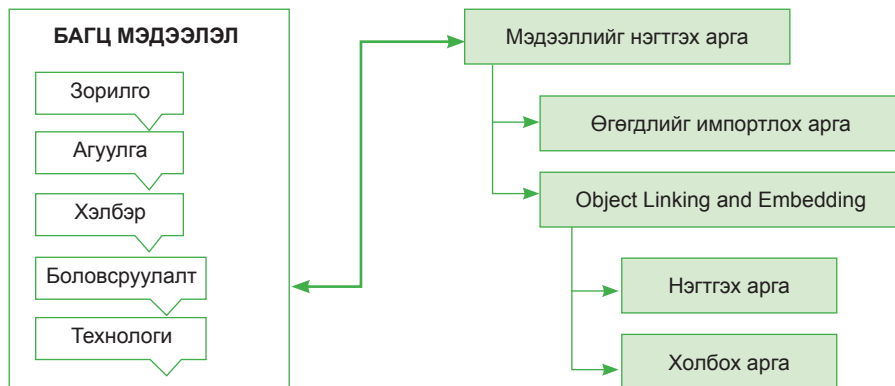 БАГЦ МЭДЭЭЛЭЛ
Зорилго
Агуулга
Хэлбэр
Боловсруулалт
Технологи
Мэдээллийг нэгтгэх арга
Өгөгдлийг импортлох арга
Object Linking and Embedding
Нэгтгэх арга
Холбох арга